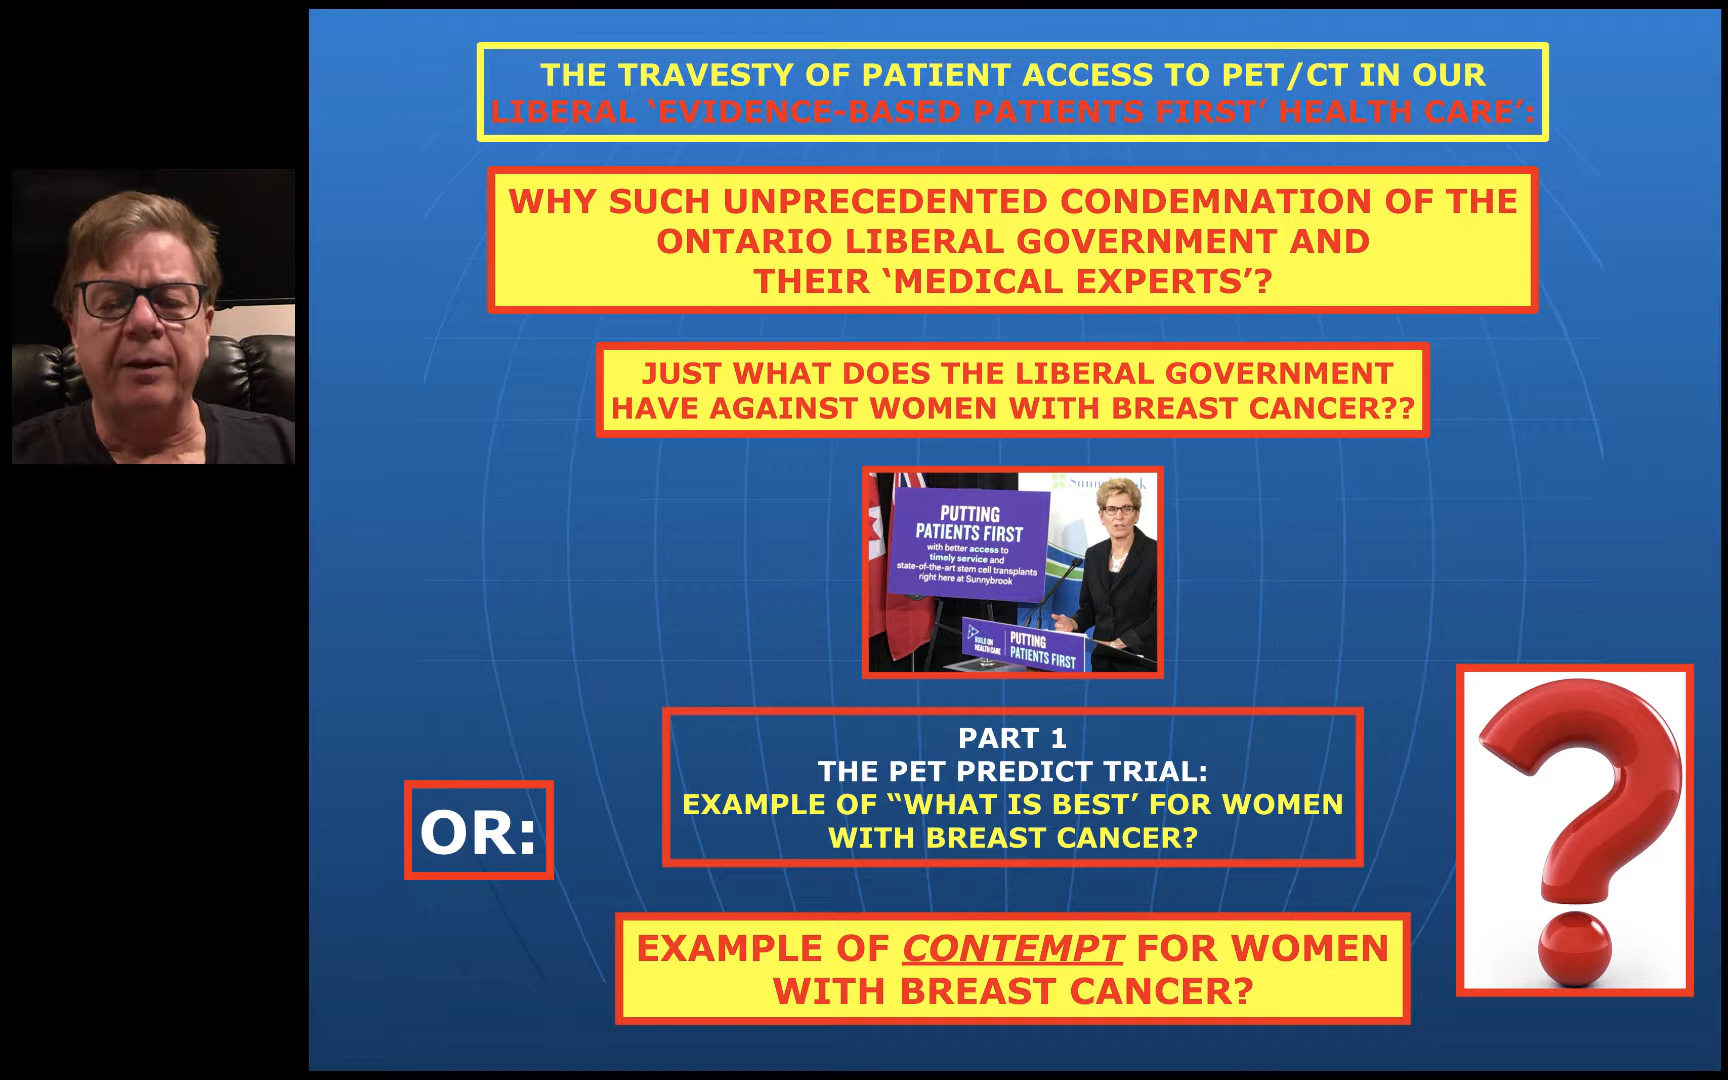 THE TRAVESTY OF PATIENT ACCESS TO PET/CT IN OUR
LIBERAL ‘EVIDENCE-BASED PATIENTS FIRST’ HEALTH CARE’:
WHY SUCH UNPRECEDENTED CONDEMNATION OF THE
ONTARIO LIBERAL GOVERNMENT AND
THEIR ‘MEDICAL EXPERTS’?
JUST WHAT DOES THE LIBERAL GOVERNMENT
HAVE AGAINST WOMEN WITH BREAST CANCER??
PUTTING
PATIENTS FIRST
with better access to
timely service and
state-of-the-art stem cell transplants
right here at Sunnybrook
BUILD ON
HEALTH CARE
PUTTING
PATIENTS FIRST
PART 1
THE PET PREDICT TRIAL:
EXAMPLE OF “WHAT IS BEST’ FOR WOMEN
WITH BREAST CANCER?
OR:
EXAMPLE OF CONTEMPT FOR WOMEN
WITH BREAST CANCER?
?